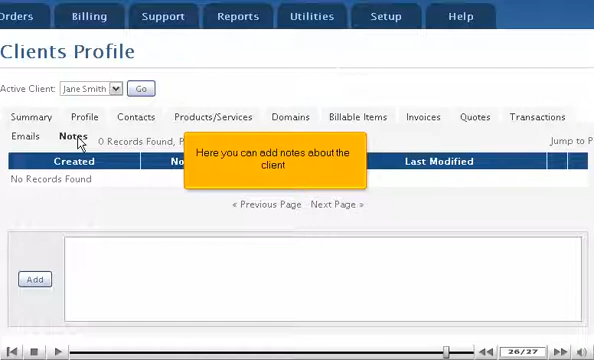 Orders Billing Support Reports Utilities Setup Help
Clients Profile
Active Client: Jane Smith Go
Summary Profile Contacts Products/Services Domains Billable Items Invoices Quotes Transactions
Emails Notes 0 Records Found, P Jump to P
Created No Last Modified
Here you can add notes about the
client
No Records Found
« Previous Page Next Page »
Add
26/27